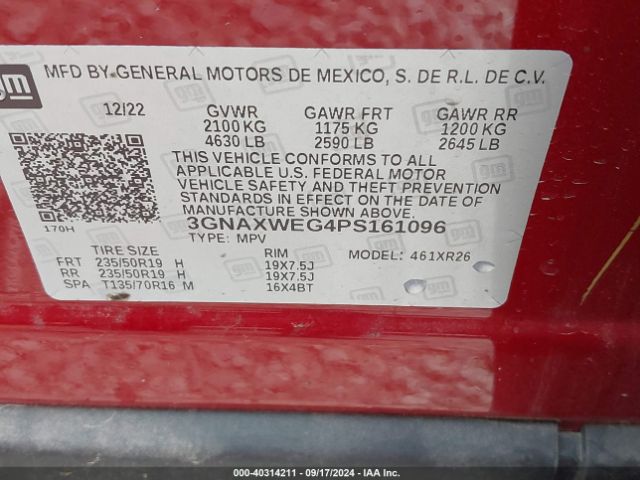 gm
MFD BY GENERAL MOTORS DE MEXICO, S. DE R.L. DE C.V.
12/22 GVWR GAWR FRT GAWR RR
2100 KG 1175 KG 1200 KG
4630 LB 2590 LB 2645 LB
THIS VEHICLE CONFORMS TO ALL
APPLICABLE U.S. FEDERAL MOTOR
VEHICLE SAFETY AND THEFT PREVENTION
STANDARDS IN EFFECT ON THE DATE OF
MANUFACTURE SHOWN ABOVE.
170H 3GNAXWEG4PS161096
TYPE: MPV MODEL: 461XR26
TIRE SIZE RIM
FRT 235/50R19 H 19X7.5J
RR 235/50R19 H 19X7.5J
SPA T135/70R16 M 16X4BT
000-40314211 - 09/17/2024 - IAA Inc.